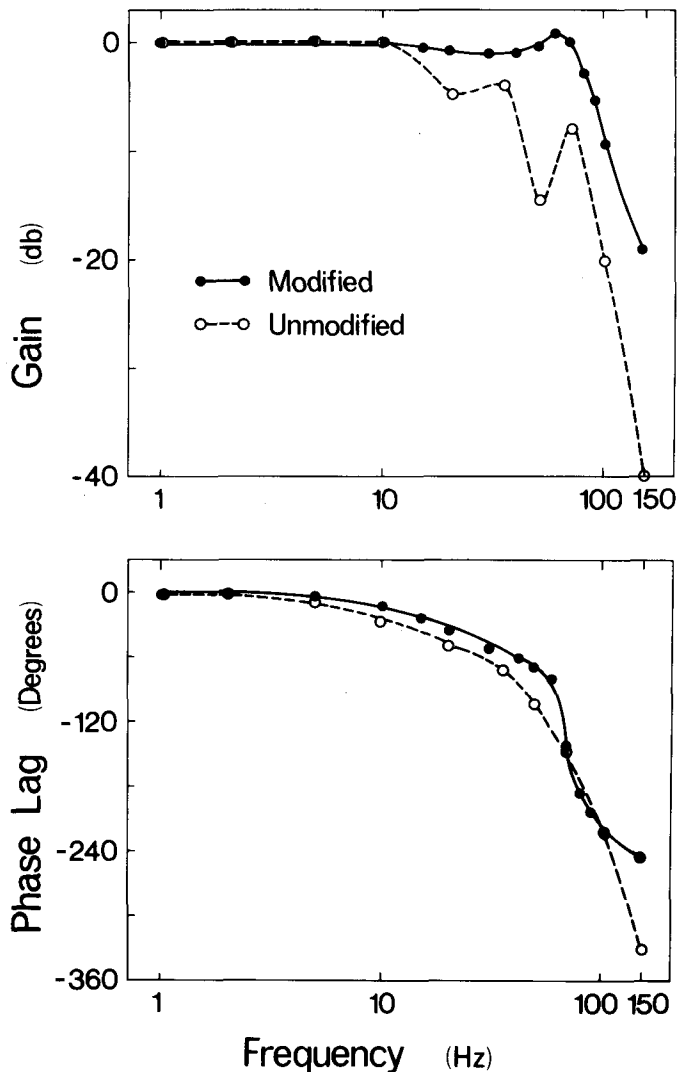 0
-20
-40
Gain (db)
Modified
Unmodified
1 10 100 150
0
-120
-240
-360
Phase Lag (Degrees)
1 10 100 150
Frequency (Hz)